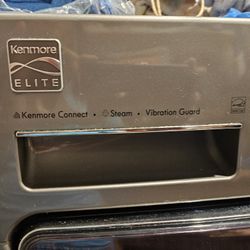 Kenmore
ELITE
Kenmore Connect • Steam • Vibration Guard